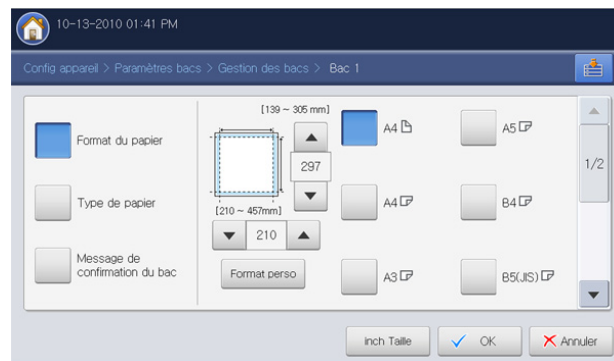 10-13-2010 01:41 PM
Config appareil > Paramètres bacs > Gestion des bacs > Bac 1
Format du papier
Type de papier
Message de
confirmation du bac
[139 ~ 305 mm]
297
[210 ~ 457mm]
210
Format perso
A4
A5
A4
B4
A3
B5(JIS)
1/2
inch Taille
OK
Annuler